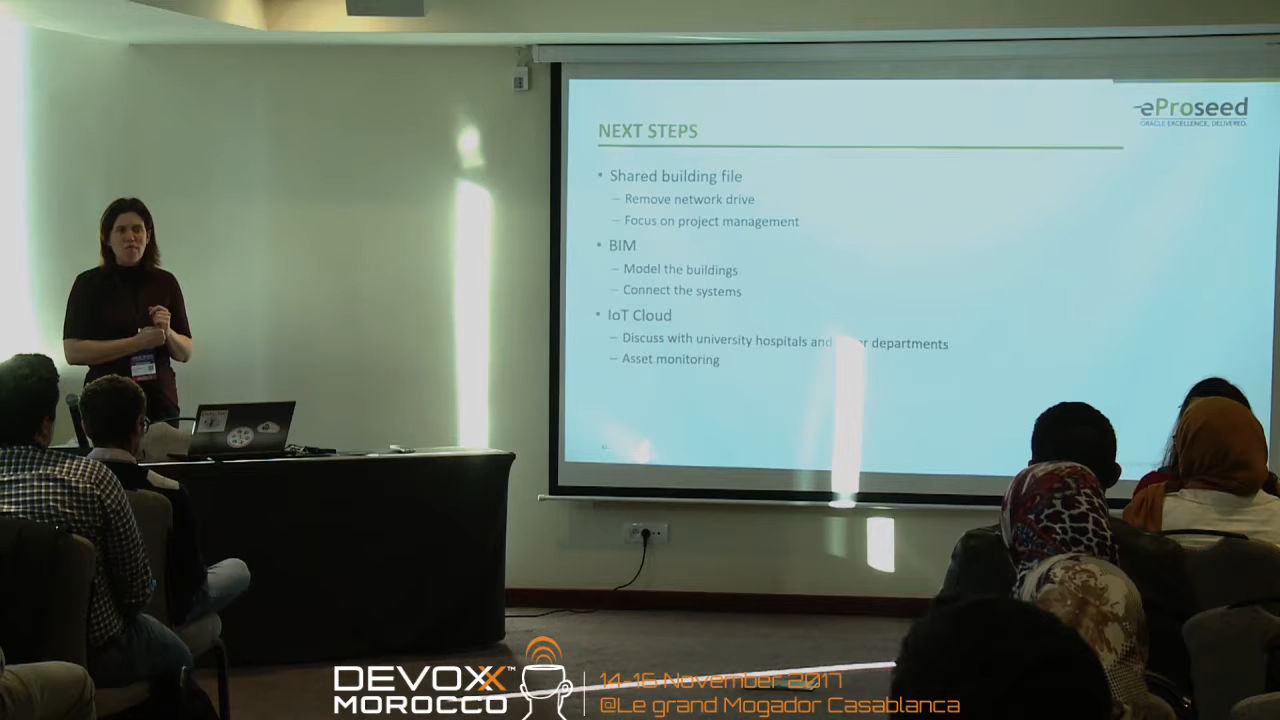 eProseed
ORACLE EXCELLENCE, DELIVERED.
NEXT STEPS
• Shared building file
– Remove network drive
– Focus on project management
• BIM
– Model the buildings
– Connect the systems
• IoT Cloud
– Discuss with university hospitals and departments
– Asset monitoring
DEVOXX™
MOROCCO
14-16 November 2017
@Le grand Mogador Casablanca